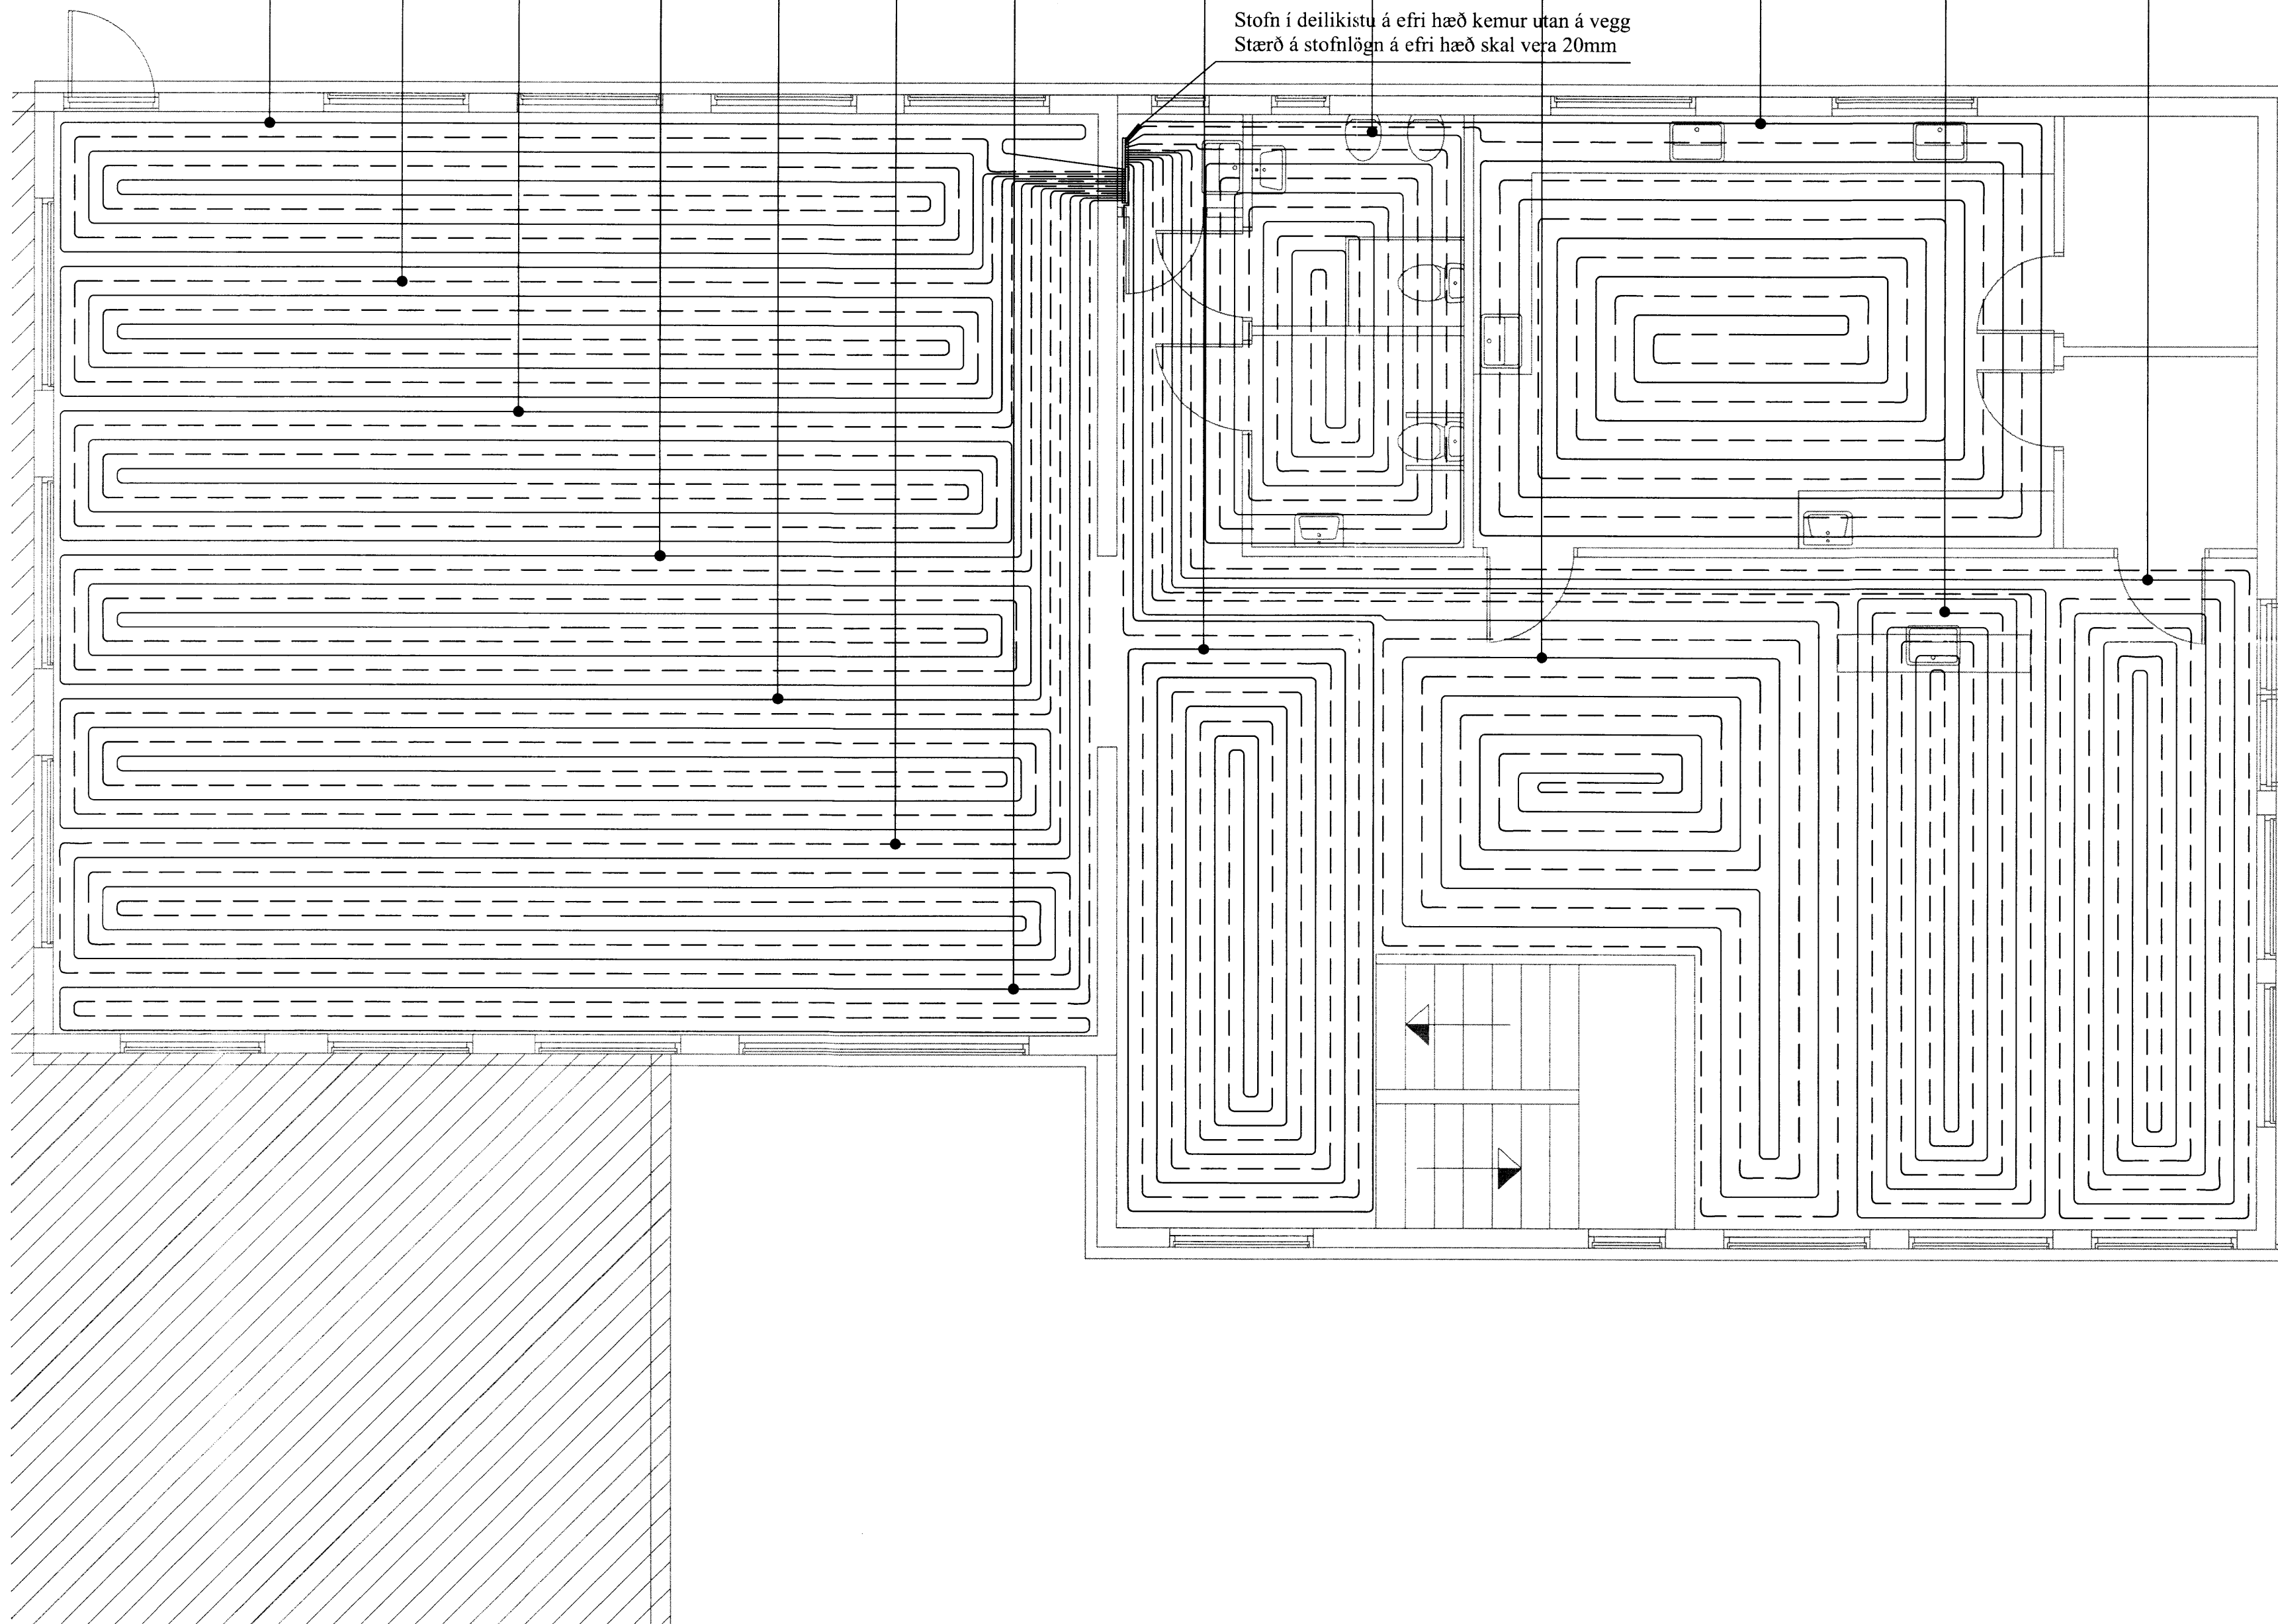 Stofn í deilikistu á efri hæð kemur utan á vegg
Stærð á stofnlögn á efri hæð skal vera 20mm